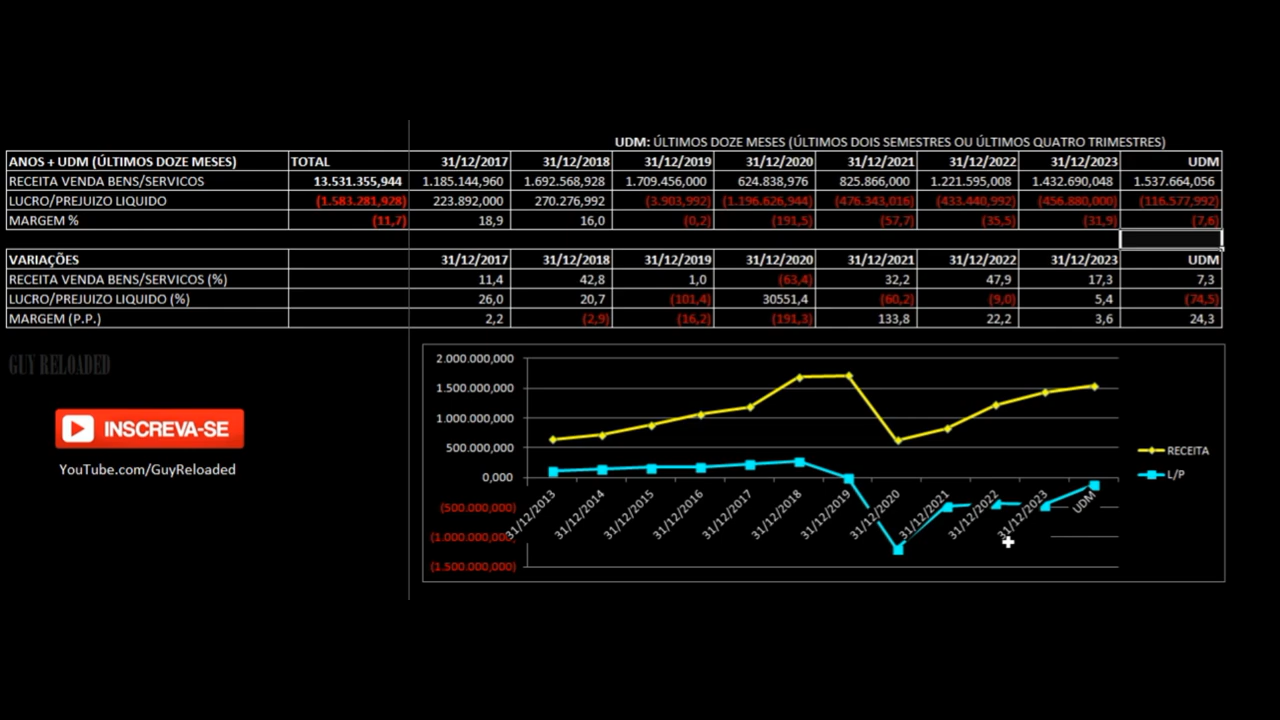 UDM: ÚLTIMOS DOZE MESES (ÚLTIMOS DOIS SEMESTRES OU ÚLTIMOS QUATRO TRIMESTRES)
ANOS + UDM (ÚLTIMOS DOZE MESES) TOTAL 31/12/2017 31/12/2018 31/12/2019 31/12/2020 31/12/2021 31/12/2022 31/12/2023 UDM
RECEITA VENDA BENS/SERVICOS 13.531.355,944 1.185.144,960 1.692.568,928 1.709.456,000 624.838,976 825.866,000 1.221.595,008 1.432.690,048 1.537.664,056
LUCRO/PREJUIZO LIQUIDO (1.583.281,928) 223.892,000 270.276,992 (3.903,992) (1.196.626,944) (476.343,016) (433.440,992) (456.880,000) (116.577,992)
MARGEM % (11,7) 18,9 16,0 (0,2) (191,5) (57,7) (35,5) (31,9) (7,6)
VARIAÇÕES 31/12/2017 31/12/2018 31/12/2019 31/12/2020 31/12/2021 31/12/2022 31/12/2023 UDM
RECEITA VENDA BENS/SERVICOS (%) 11,4 42,8 1,0 (63,4) 32,2 47,9 17,3 7,3
LUCRO/PREJUIZO LIQUIDO (%) 26,0 20,7 (101,4) 30551,4 (60,2) (9,0) 5,4 (74,5)
MARGEM (P.P.) 2,2 (2,9) (16,2) (191,3) 133,8 22,2 3,6 24,3
GUY RELOADED
INSCREVA-SE
YouTube.com/GuyReloaded
2.000.000,000
1.500.000,000
1.000.000,000
500.000,000
0,000
(500.000,000)
(1.000.000,000)
(1.500.000,000)
31/12/2013 31/12/2014 31/12/2015 31/12/2016 31/12/2017 31/12/2018 31/12/2019 31/12/2020 31/12/2021 31/12/2022 31/12/2023 UDM
RECEITA
L/P